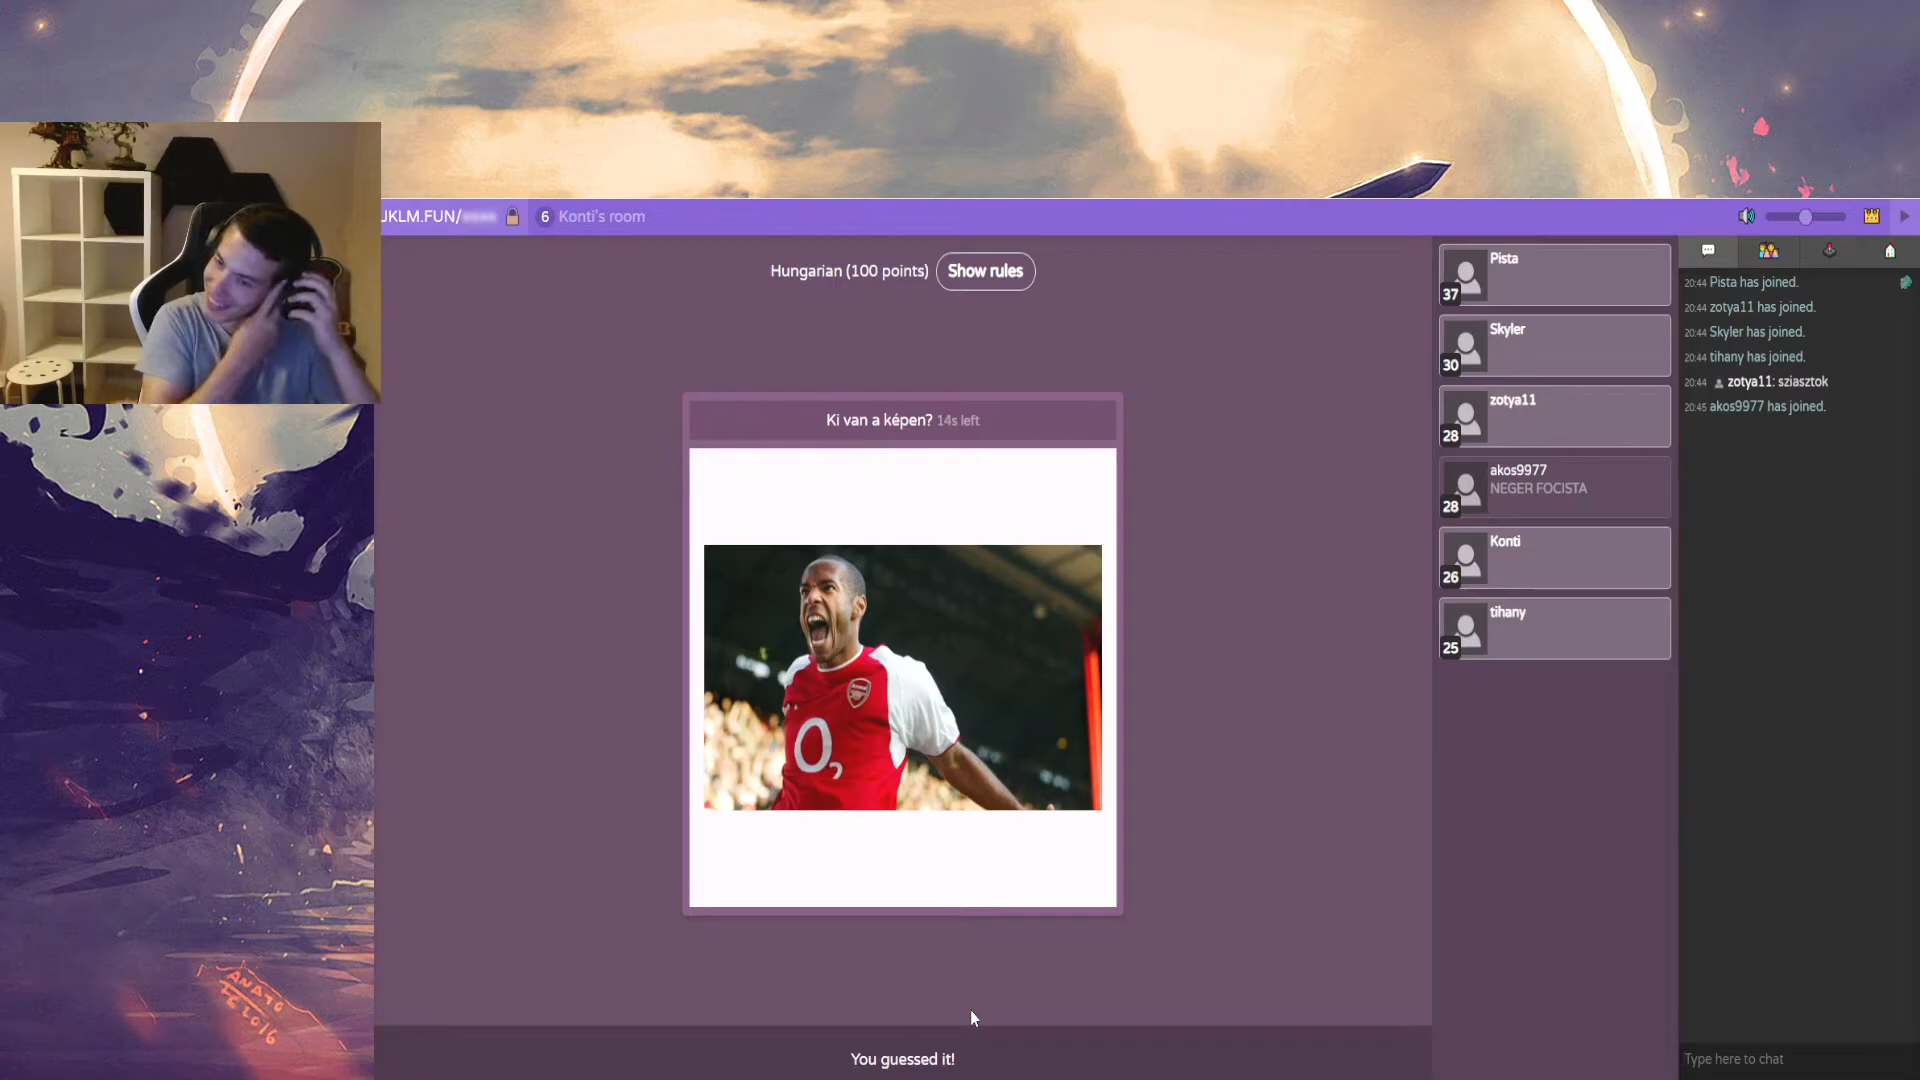 JKLM.FUN/
6 Konti's room
Hungarian (100 points) Show rules
Ki van a képen? 14s left
O2
You guessed it!
Pista
37
Skyler
30
zotya11
28
akos9977
NEGER FOCISTA
28
Konti
26
tihany
25
20:44 Pista has joined.
20:44 zotya11 has joined.
20:44 Skyler has joined.
20:44 tihany has joined.
20:44 zotya11: sziasztok
20:45 akos9977 has joined.
Type here to chat
ANATO
2016